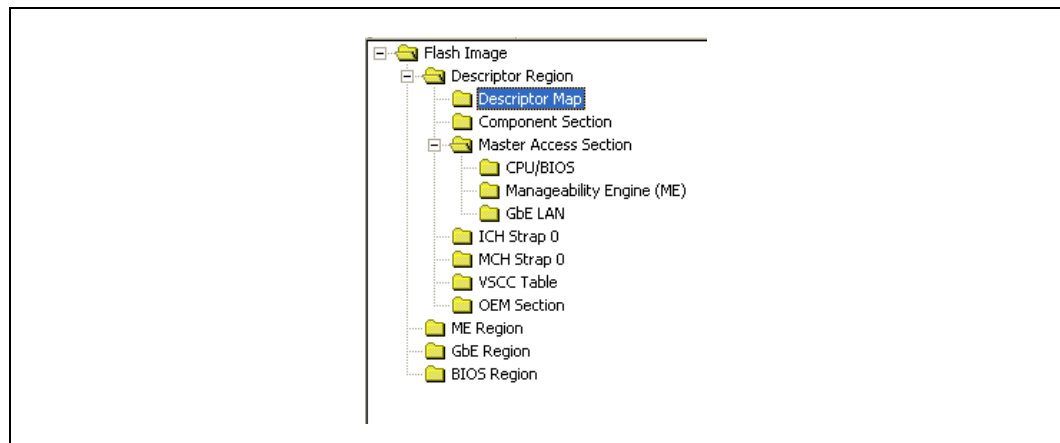 Flash Image
Descriptor Region
Descriptor Map
Component Section
Master Access Section
CPU/BIOS
Manageability Engine (ME)
GbE LAN
ICH Strap 0
MCH Strap 0
VSCC Table
OEM Section
ME Region
GbE Region
BIOS Region